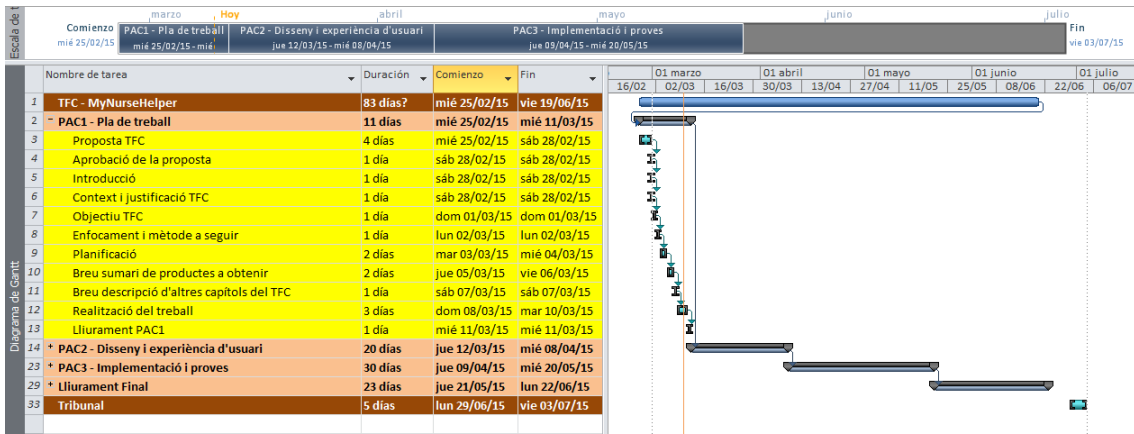 marzo Hoy abril mayo junio julio
Escala de t
Comienzo
mié 25/02/15
PAC1 - Pla de treball
mié 25/02/15 - mié
PAC2 - Disseny i experiència d'usuari
jue 12/03/15 - mié 08/04/15
PAC3 - Implementació i proves
jue 09/04/15 - mié 20/05/15
Fin
vie 03/07/15
Diagrama de Gantt
Nombre de tarea Duración Comienzo Fin
01 marzo 01 abril 01 mayo 01 junio 01 julio
16/02 02/03 16/03 30/03 13/04 27/04 11/05 25/05 08/06 22/06 06/07
1 TFC - MyNurseHelper 83 días? mié 25/02/15 vie 19/06/15
2 - PAC1 - Pla de treball 11 días mié 25/02/15 mié 11/03/15
3 Proposta TFC 4 días mié 25/02/15 sáb 28/02/15
4 Aprobació de la proposta 1 día sáb 28/02/15 sáb 28/02/15
5 Introducció 1 día sáb 28/02/15 sáb 28/02/15
6 Context i justificació TFC 1 día sáb 28/02/15 sáb 28/02/15
7 Objectiu TFC 1 día dom 01/03/15 dom 01/03/15
8 Enfocament i mètode a seguir 1 día lun 02/03/15 lun 02/03/15
9 Planificació 2 días mar 03/03/15 mié 04/03/15
10 Breu sumari de productes a obtenir 2 días jue 05/03/15 vie 06/03/15
11 Breu descripció d'altres capítols del TFC 1 día sáb 07/03/15 sáb 07/03/15
12 Realització del treball 3 días dom 08/03/15 mar 10/03/15
13 Lliurament PAC1 1 día mié 11/03/15 mié 11/03/15
14 + PAC2 - Disseny i experiència d'usuari 20 días jue 12/03/15 mié 08/04/15
23 + PAC3 - Implementació i proves 30 días jue 09/04/15 mié 20/05/15
29 + Lliurament Final 23 días jue 21/05/15 lun 22/06/15
33 Tribunal 5 días lun 29/06/15 vie 03/07/15